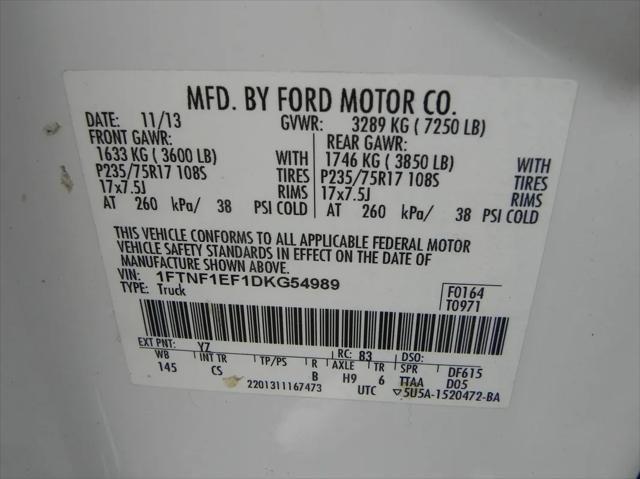 MFD. BY FORD MOTOR CO.
DATE: 11/13 GVWR: 3289 KG ( 7250 LB)
FRONT GAWR: REAR GAWR:
1633 KG ( 3600 LB) WITH 1746 KG ( 3850 LB) WITH
P235/75R17 108S TIRES P235/75R17 108S TIRES
17x7.5J RIMS 17x7.5J RIMS
AT 260 kPa/ 38 PSI COLD AT 260 kPa/ 38 PSI COLD
THIS VEHICLE CONFORMS TO ALL APPLICABLE FEDERAL MOTOR
VEHICLE SAFETY STANDARDS IN EFFECT ON THE DATE OF
MANUFACTURE SHOWN ABOVE.
VIN: 1FTNF1EF1DKG54989
TYPE: Truck
F0164
T0971
EXT PNT: YZ RC: 83 DSO:
WB INT TR TP/PS R AXLE TR SPR DF615
145 CS B H9 6 TTAA D05
2201311167473 UTC ▽5U5A-1520472-BA